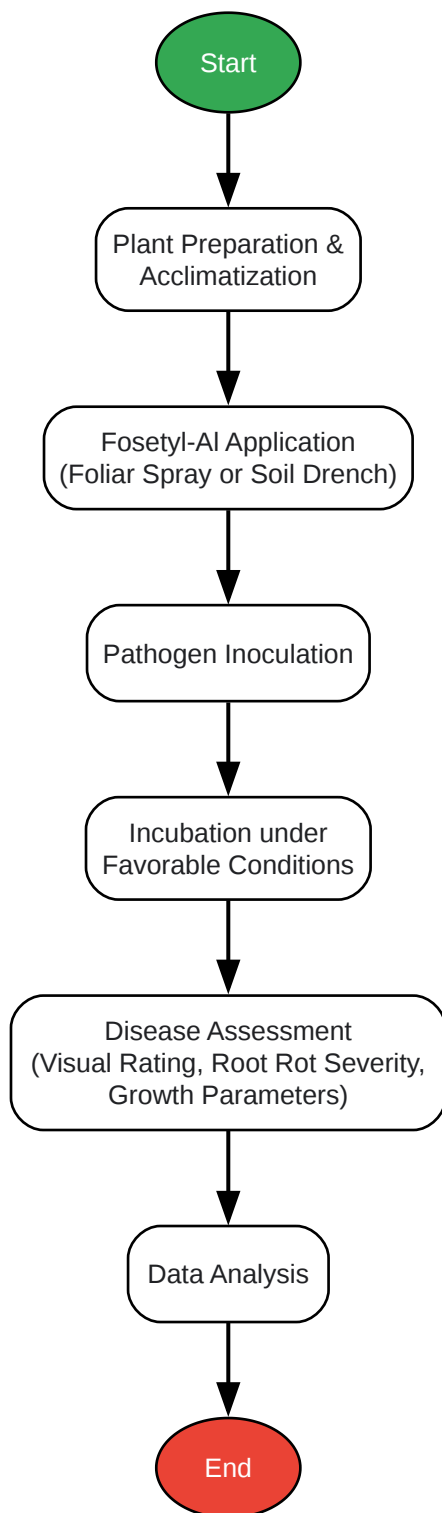 Start
Plant Preparation &
Acclimatization
Fosetyl-Al Application
(Foliar Spray or Soil Drench)
Pathogen Inoculation
Incubation under
Favorable Conditions
Disease Assessment
(Visual Rating, Root Rot Severity,
Growth Parameters)
Data Analysis
End